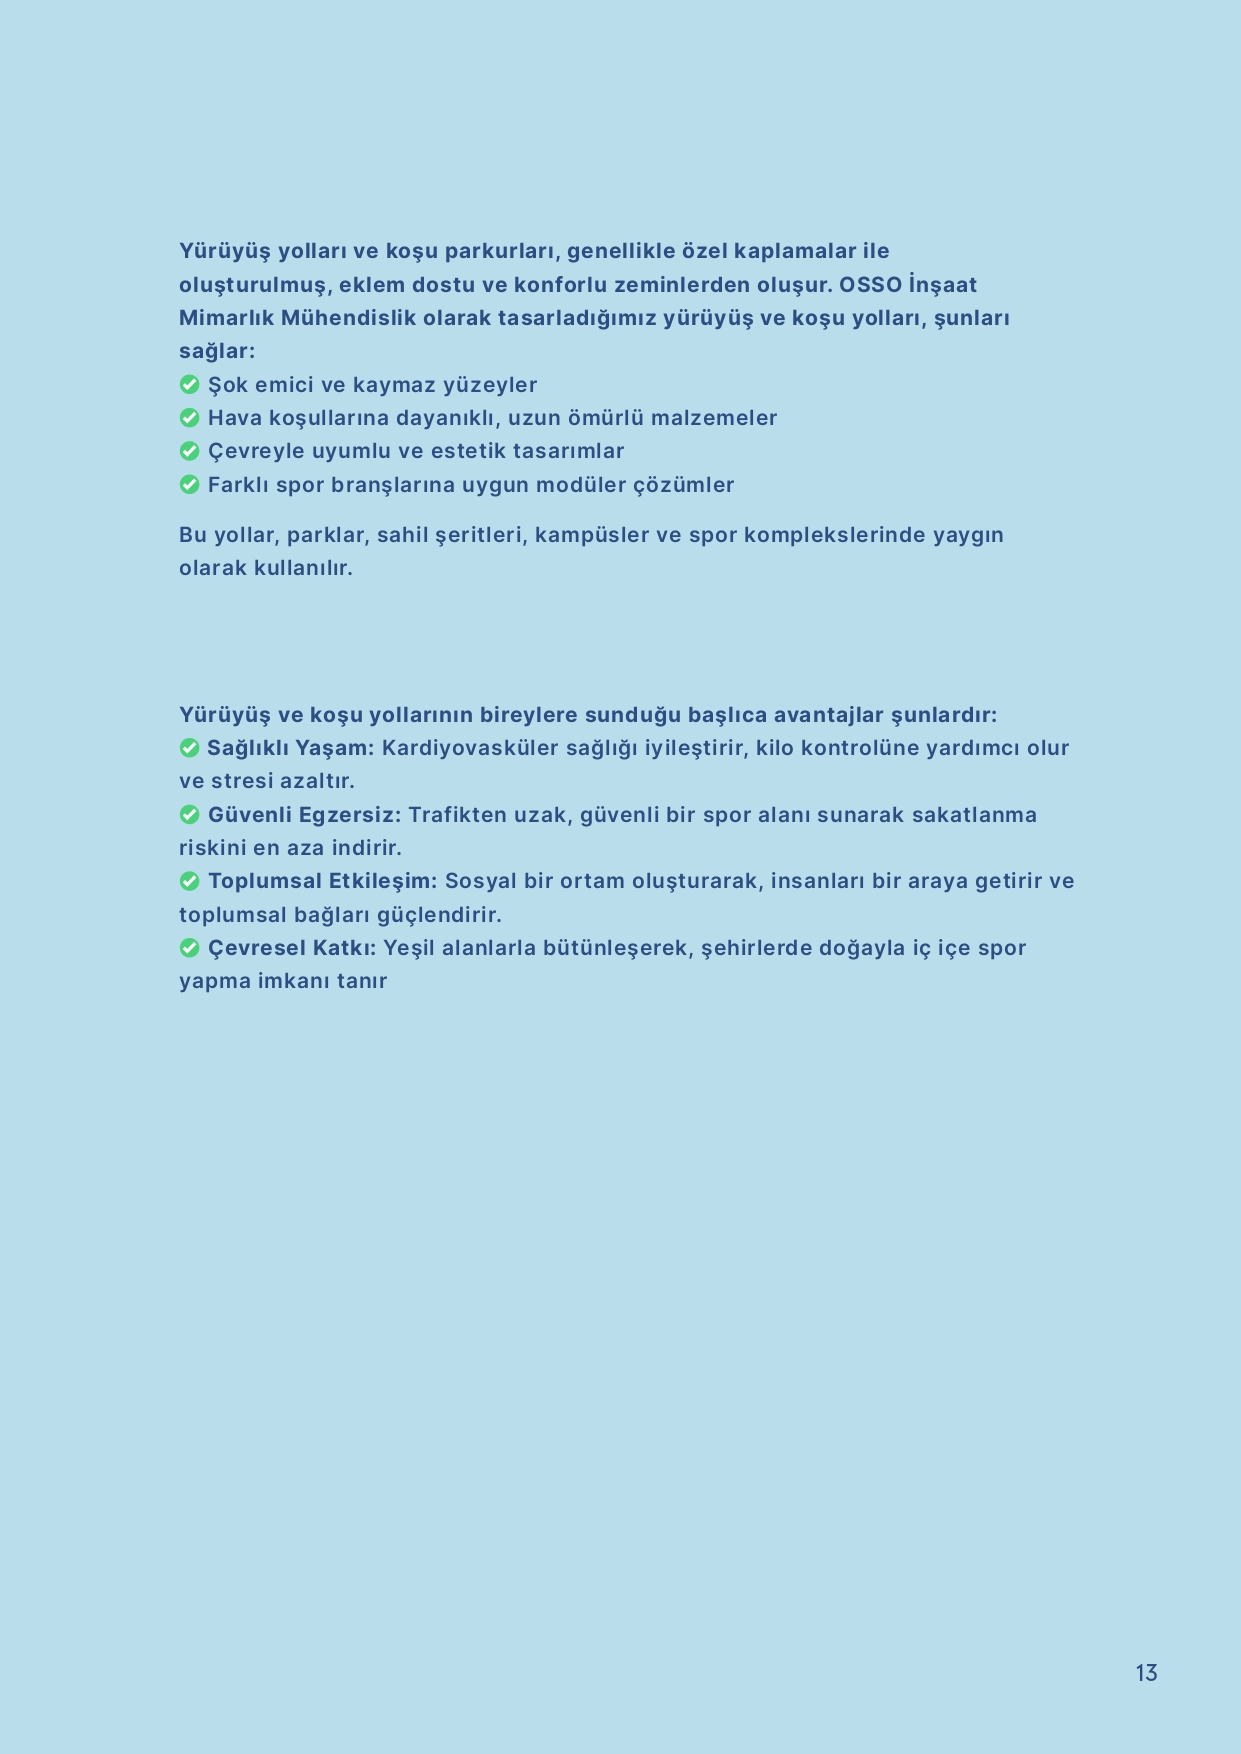 Yürüyüş yolları ve koşu parkurları, genellikle özel kaplamalar ile
oluşturulmuş, eklem dostu ve konforlu zeminlerden oluşur. OSSO İnşaat
Mimarlık Mühendislik olarak tasarladığımız yürüyüş ve koşu yolları, şunları
sağlar:
✅ Şok emici ve kaymaz yüzeyler
✅ Hava koşullarına dayanıklı, uzun ömürlü malzemeler
✅ Çevreyle uyumlu ve estetik tasarımlar
✅ Farklı spor branşlarına uygun modüler çözümler
Bu yollar, parklar, sahil şeritleri, kampüsler ve spor komplekslerinde yaygın
olarak kullanılır.
Yürüyüş ve koşu yollarının bireylere sunduğu başlıca avantajlar şunlardır:
✅ Sağlıklı Yaşam: Kardiyovasküler sağlığı iyileştirir, kilo kontrolüne yardımcı olur
ve stresi azaltır.
✅ Güvenli Egzersiz: Trafikten uzak, güvenli bir spor alanı sunarak sakatlanma
riskini en aza indirir.
✅ Toplumsal Etkileşim: Sosyal bir ortam oluşturarak, insanları bir araya getirir ve
toplumsal bağları güçlendirir.
✅ Çevresel Katkı: Yeşil alanlarla bütünleşerek, şehirlerde doğayla iç içe spor
yapma imkanı tanır
13